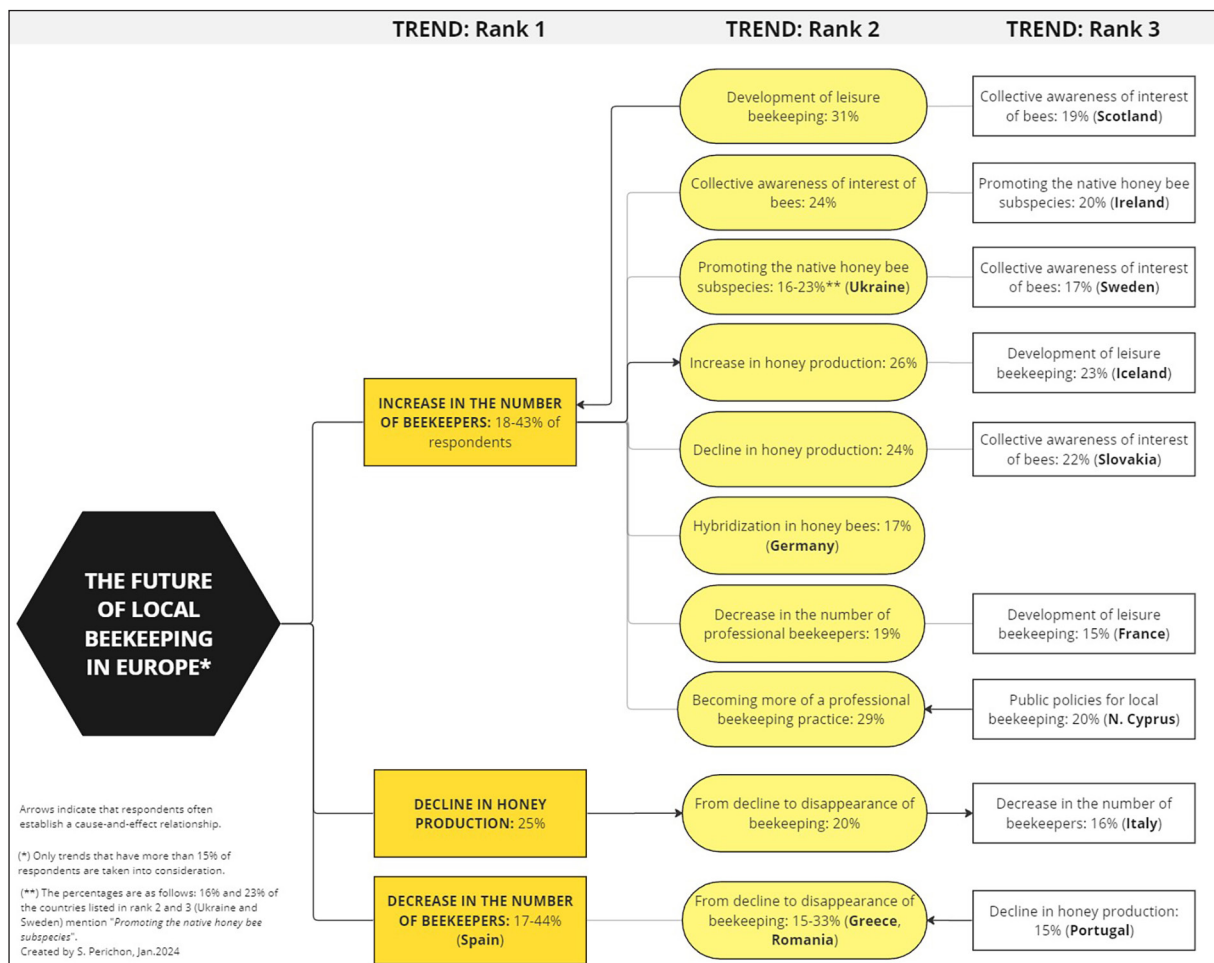 TREND: Rank 1
TREND: Rank 2
TREND: Rank 3
THE FUTURE
OF LOCAL
BEEKEEPING
IN EUROPE*
INCREASE IN THE NUMBER
OF BEEKEEPERS: 18-43% of
respondents
Development of leisure
beekeeping: 31%
Collective awareness of interest
of bees: 19% (Scotland)
Collective awareness of interest of
bees: 24%
Promoting the native honey bee
subspecies: 20% (Ireland)
Promoting the native honey bee
subspecies: 16-23%** (Ukraine)
Collective awareness of interest
of bees: 17% (Sweden)
Increase in honey production: 26%
Development of leisure
beekeeping: 23% (Iceland)
Decline in honey production: 24%
Collective awareness of interest
of bees: 22% (Slovakia)
Hybridization in honey bees: 17%
(Germany)
Decrease in the number of
professional beekeepers: 19%
Development of leisure
beekeeping: 15% (France)
Becoming more of a professional
beekeeping practice: 29%
Public policies for local
beekeeping: 20% (N. Cyprus)
DECLINE IN HONEY
PRODUCTION: 25%
From decline to disappearance of
beekeeping: 20%
Decrease in the number of
beekeepers: 16% (Italy)
DECREASE IN THE NUMBER
OF BEEKEEPERS: 17-44%
(Spain)
From decline to disappearance of
beekeeping: 15-33% (Greece,
Romania)
Decline in honey production:
15% (Portugal)
Arrows indicate that respondents often
establish a cause-and-effect relationship.
(*) Only trends that have more than 15% of
respondents are taken into consideration.
(**) The percentages are as follows: 16% and 23% of
the countries listed in rank 2 and 3 (Ukraine and
Sweden) mention "Promoting the native honey bee
subspecies".
Created by S. Perichon, Jan.2024